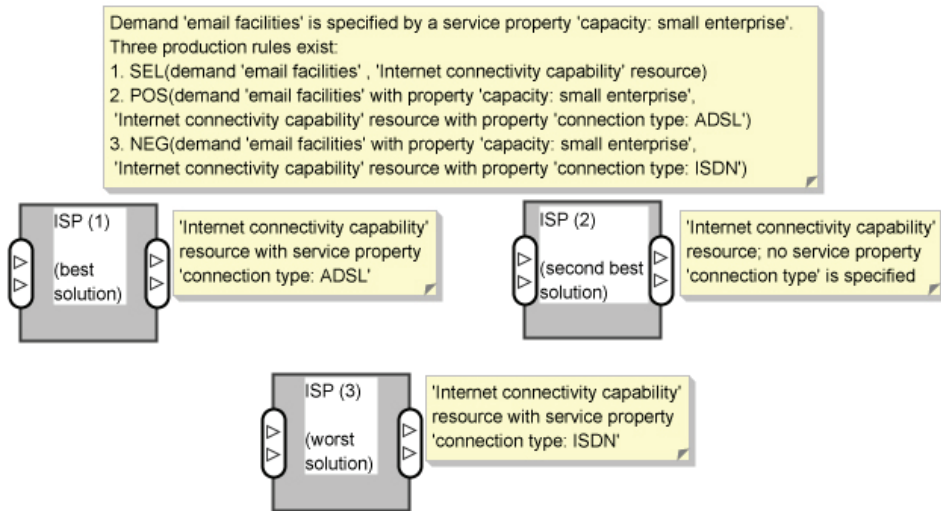 Demand 'email facilities' is specified by a service property 'capacity: small enterprise'.
Three production rules exist:
1. SEL(demand 'email facilities' , 'Internet connectivity capability' resource)
2. POS(demand 'email facilities' with property 'capacity: small enterprise',
'Internet connectivity capability' resource with property 'connection type: ADSL')
3. NEG(demand 'email facilities' with property 'capacity: small enterprise',
'Internet connectivity capability' resource with property 'connection type: ISDN')
ISP (1)
(best
solution)
'Internet connectivity capability'
resource with service property
'connection type: ADSL'
ISP (2)
(second best
solution)
'Internet connectivity capability'
resource; no service property
'connection type' is specified
ISP (3)
(worst
solution)
'Internet connectivity capability'
resource with service property
'connection type: ISDN'